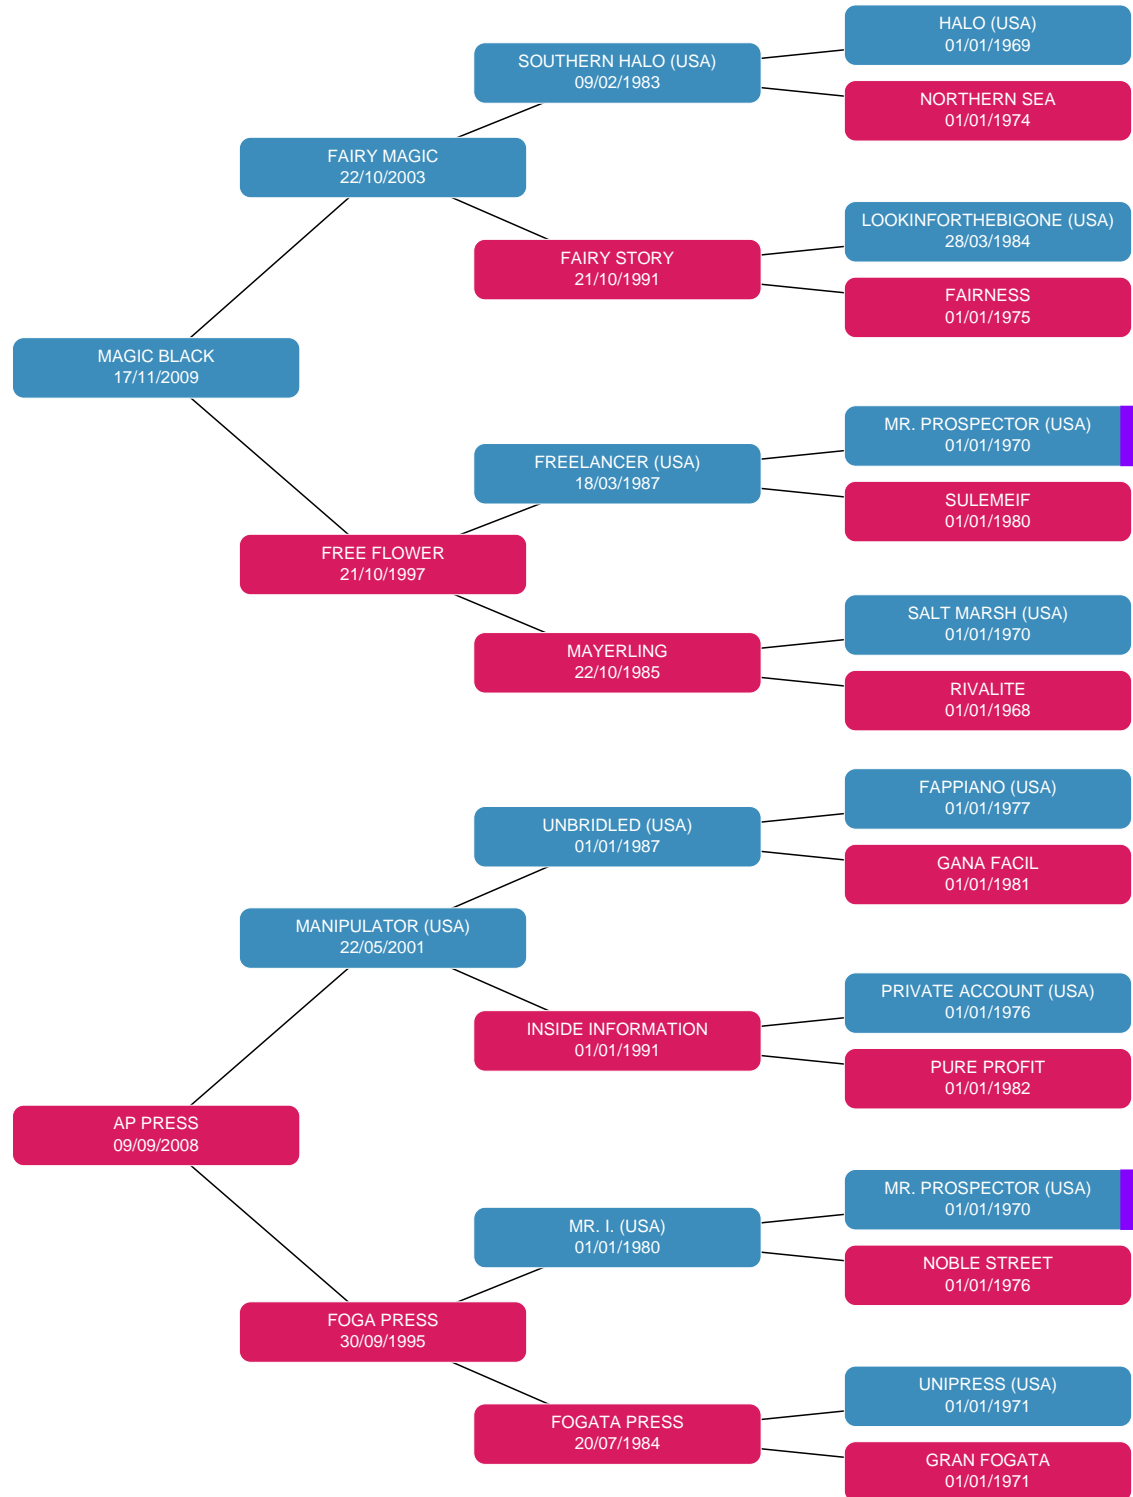 HALO (USA)
01/01/1969
SOUTHERN HALO (USA)
09/02/1983
NORTHERN SEA
01/01/1974
FAIRY MAGIC
22/10/2003
LOOKINFORTHEBIGONE (USA)
28/03/1984
FAIRY STORY
21/10/1991
FAIRNESS
01/01/1975
MAGIC BLACK
17/11/2009
MR. PROSPECTOR (USA)
01/01/1970
FREELANCER (USA)
18/03/1987
SULEMEIF
01/01/1980
FREE FLOWER
21/10/1997
SALT MARSH (USA)
01/01/1970
MAYERLING
22/10/1985
RIVALITE
01/01/1968
FAPPIANO (USA)
01/01/1977
UNBRIDLED (USA)
01/01/1987
GANA FACIL
01/01/1981
MANIPULATOR (USA)
22/05/2001
PRIVATE ACCOUNT (USA)
01/01/1976
INSIDE INFORMATION
01/01/1991
PURE PROFIT
01/01/1982
AP PRESS
09/09/2008
MR. PROSPECTOR (USA)
01/01/1970
MR. I. (USA)
01/01/1980
NOBLE STREET
01/01/1976
FOGA PRESS
30/09/1995
UNIPRESS (USA)
01/01/1971
FOGATA PRESS
20/07/1984
GRAN FOGATA
01/01/1971